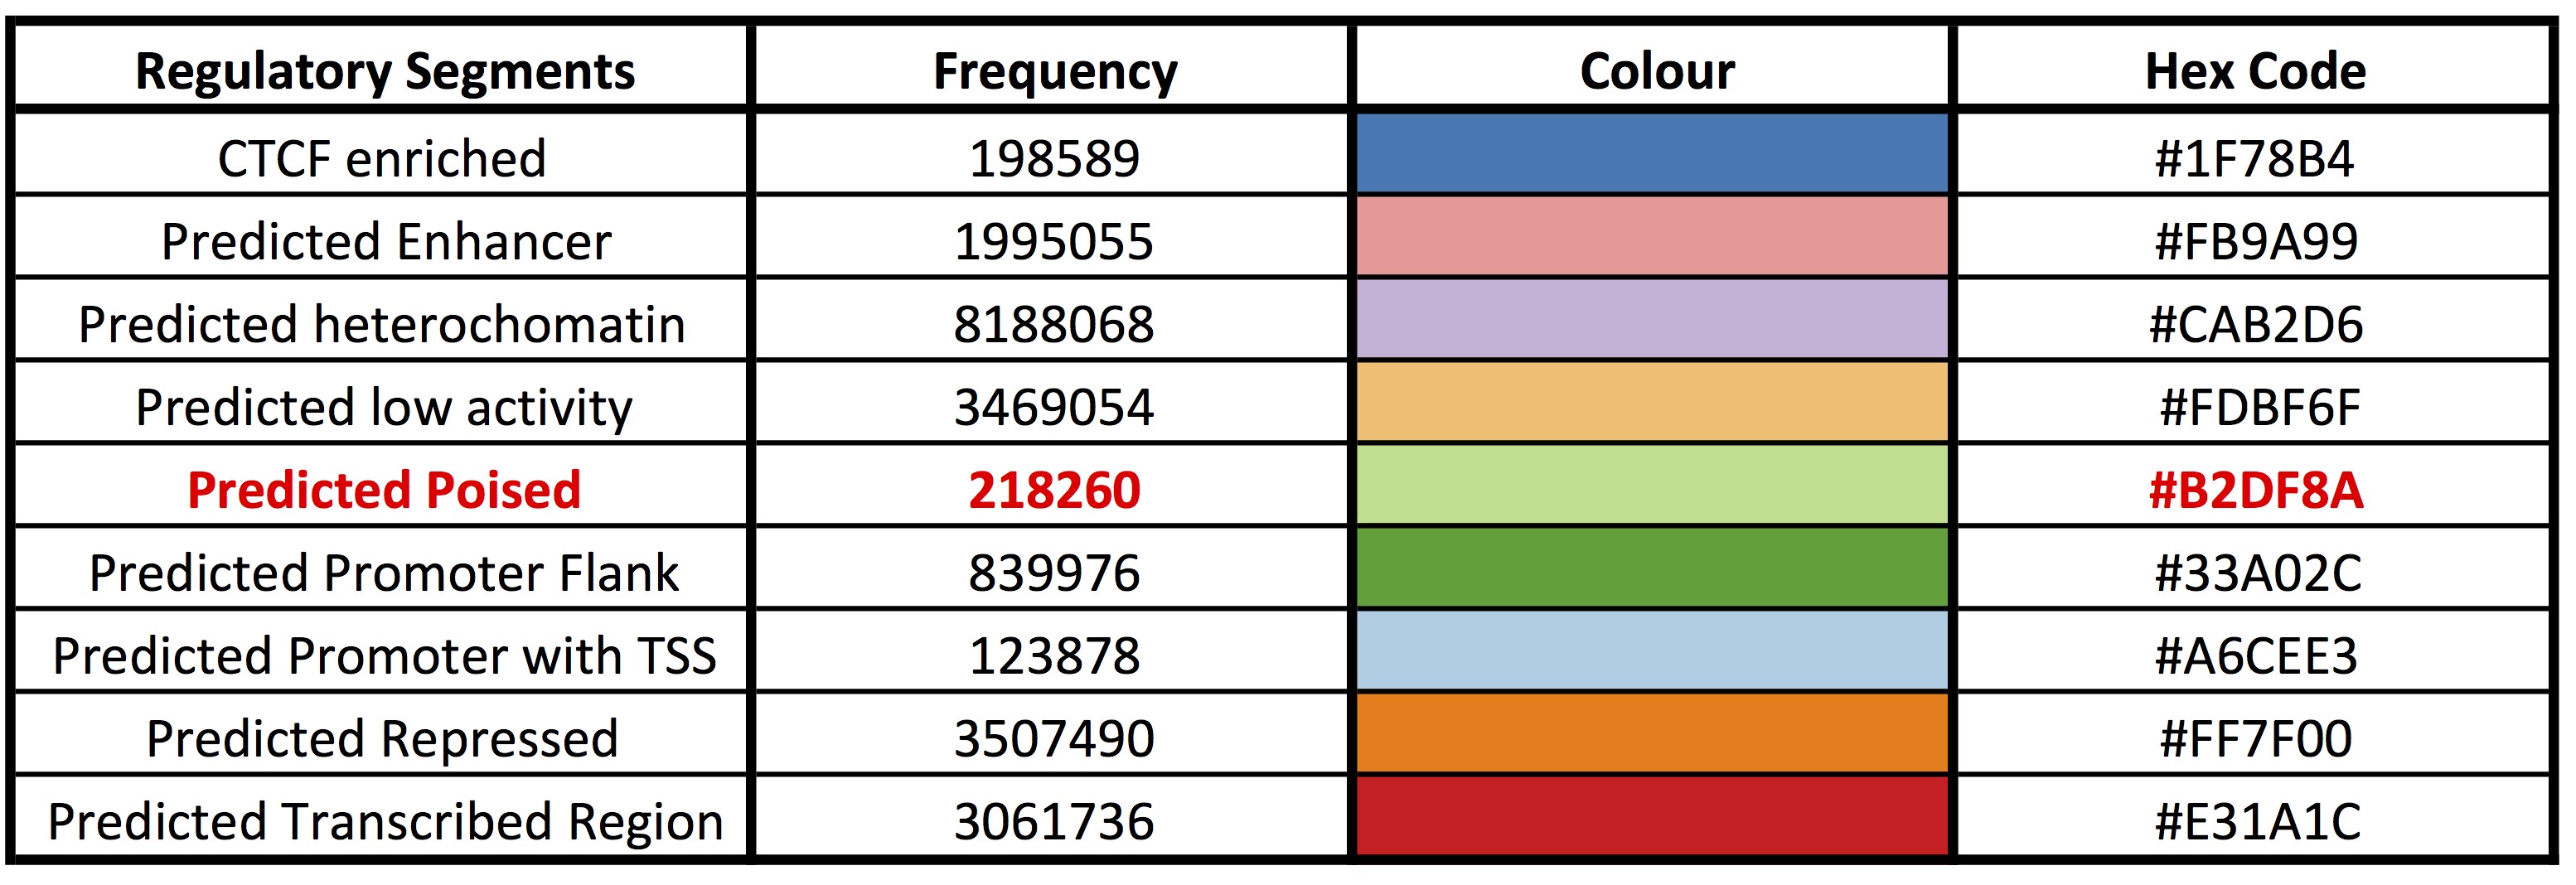 Regulatory Segments Frequency Colour Hex Code
CTCF enriched 198589 #1F78B4
Predicted Enhancer 1995055 #FB9A99
Predicted heterochomatin 8188068 #CAB2D6
Predicted low activity 3469054 #FDBF6F
Predicted Poised 218260 #B2DF8A
Predicted Promoter Flank 839976 #33A02C
Predicted Promoter with TSS 123878 #A6CEE3
Predicted Repressed 3507490 #FF7F00
Predicted Transcribed Region 3061736 #E31A1C